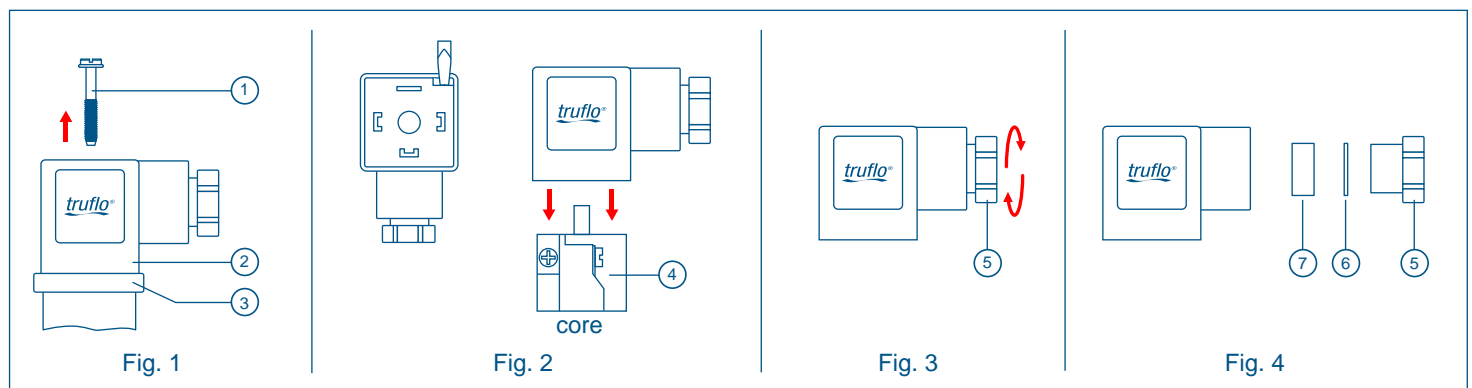 1
truflo®
2
3
Fig. 1
truflo®
4
core
Fig. 2
truflo®
5
Fig. 3
truflo®
7
6
5
Fig. 4